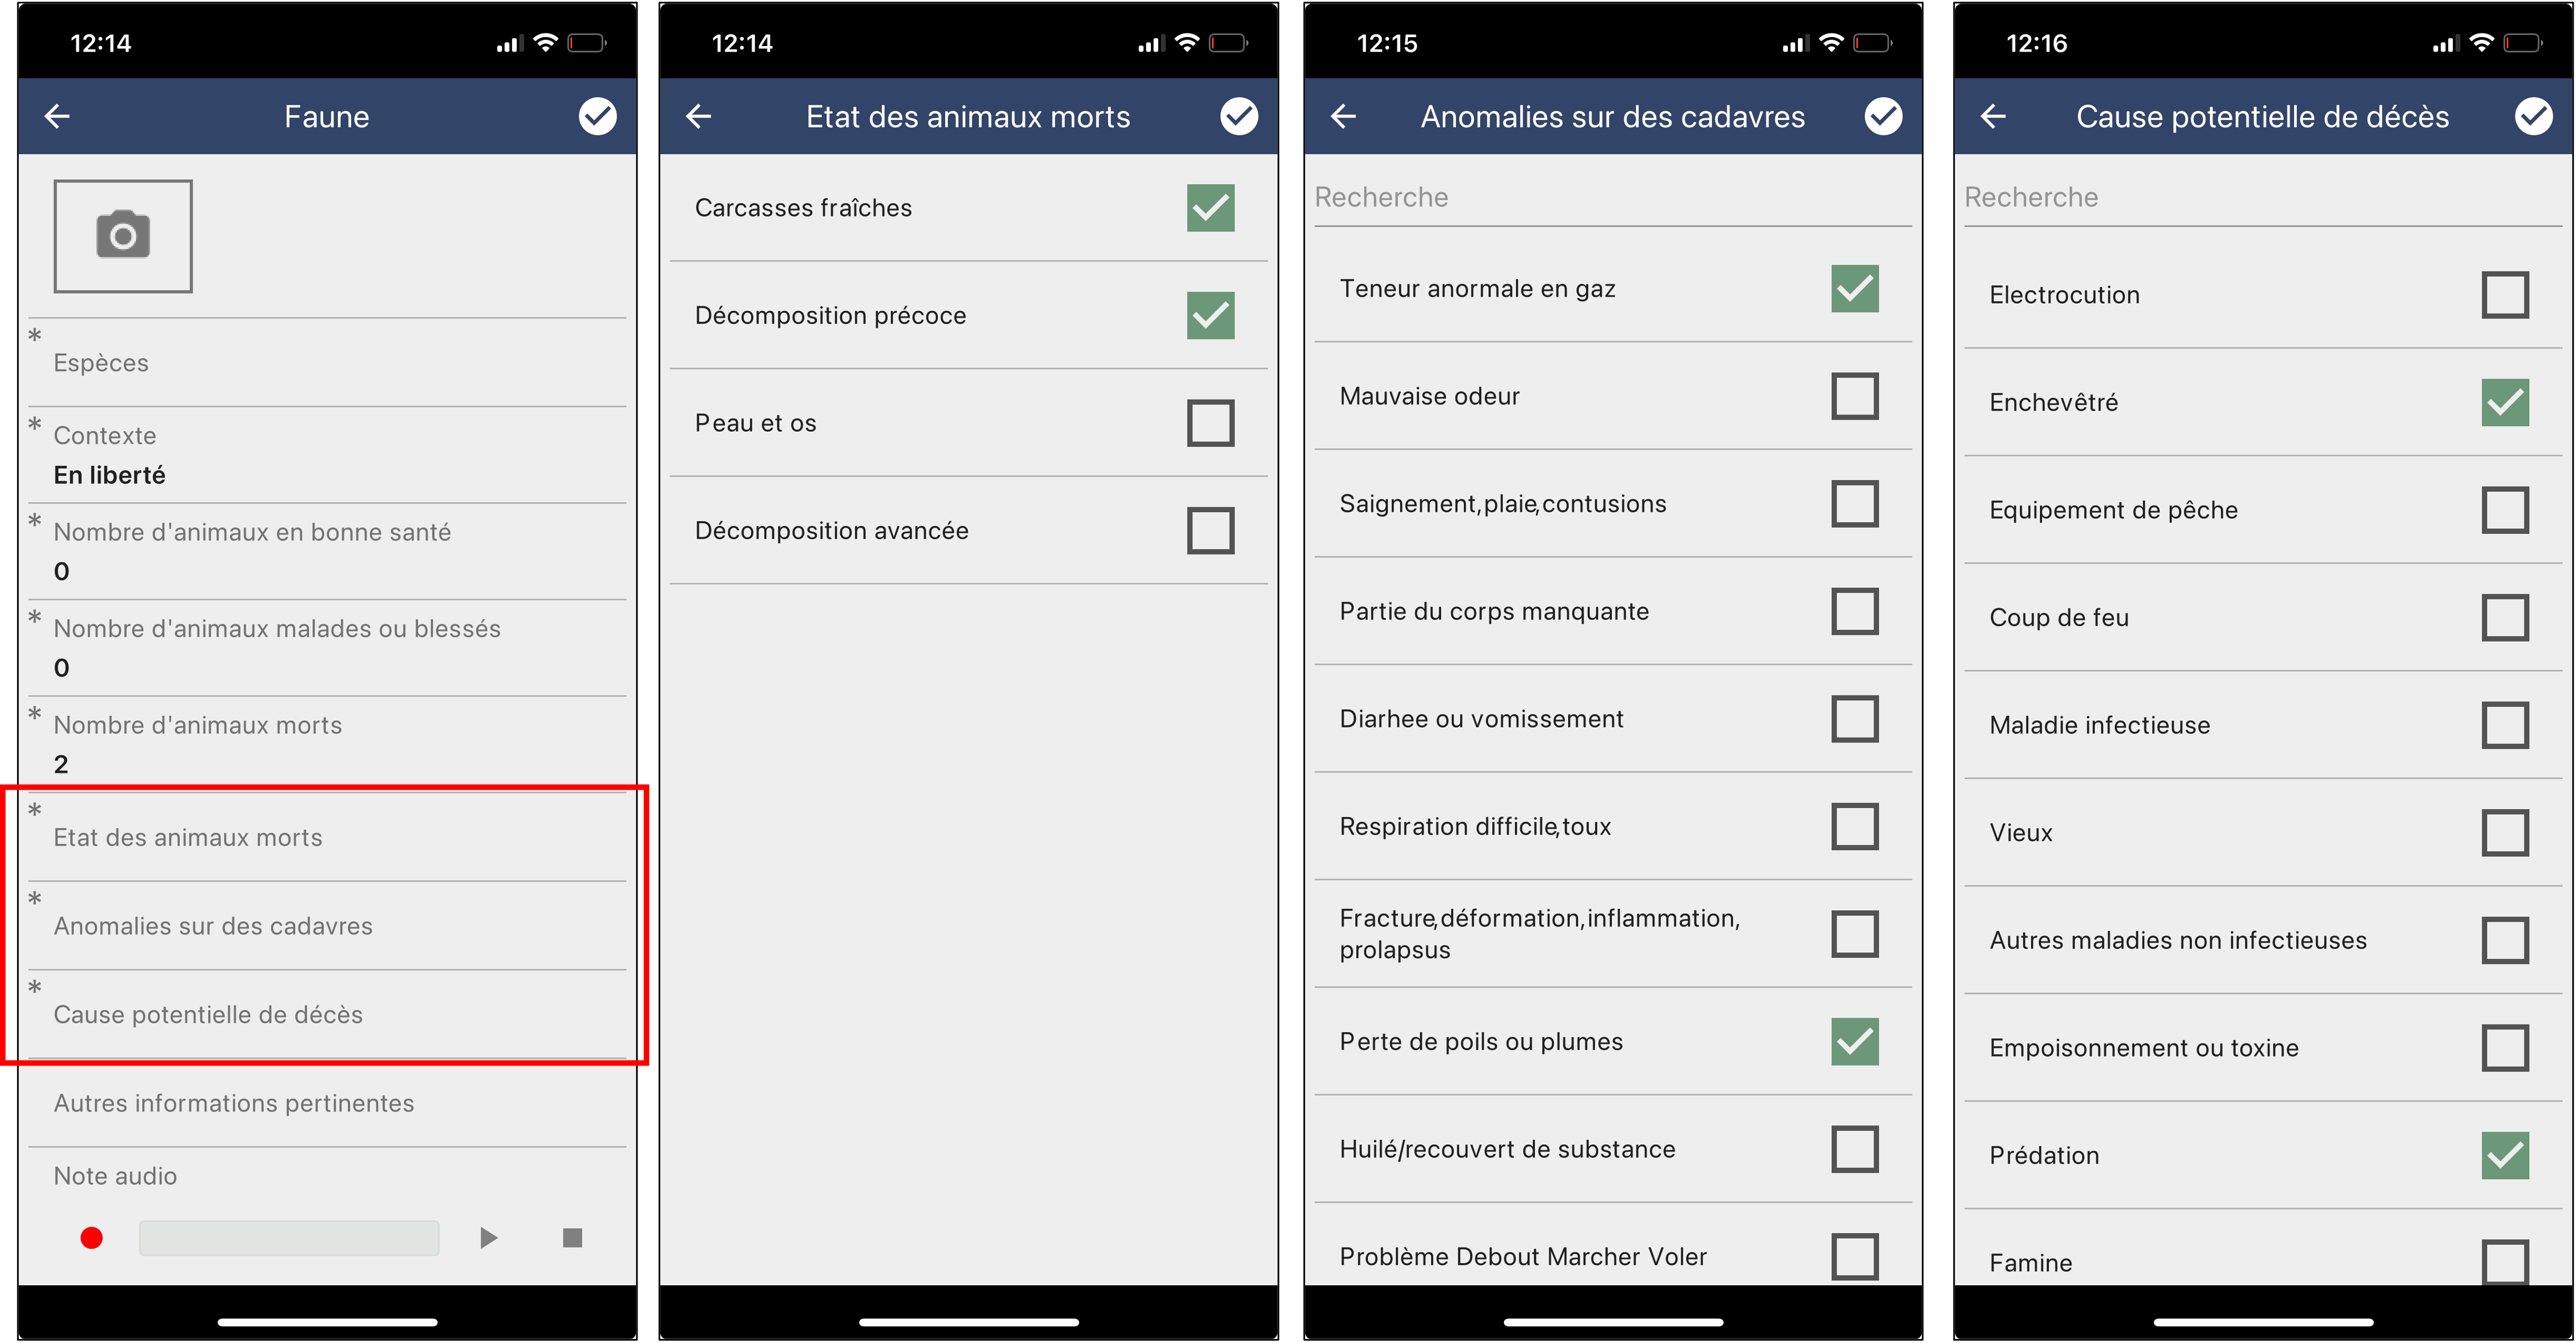 12:14
Faune
*
Espèces
* Contexte
En liberté
* Nombre d'animaux en bonne santé
0
* Nombre d'animaux malades ou blessés
0
* Nombre d'animaux morts
2
*
Etat des animaux morts
*
Anomalies sur des cadavres
*
Cause potentielle de décès
Autres informations pertinentes
Note audio
12:14
Etat des animaux morts
Carcasses fraîches
Décomposition précoce
Peau et os
Décomposition avancée
12:15
Anomalies sur des cadavres
Recherche
Teneur anormale en gaz
Mauvaise odeur
Saignement,plaie,contusions
Partie du corps manquante
Diarhee ou vomissement
Respiration difficile,toux
Fracture,déformation,inflammation,
prolapsus
Perte de poils ou plumes
Huilé/recouvert de substance
Problème Debout Marcher Voler
12:16
Cause potentielle de décès
Recherche
Electrocution
Enchevêtré
Equipement de pêche
Coup de feu
Maladie infectieuse
Vieux
Autres maladies non infectieuses
Empoisonnement ou toxine
Prédation
Famine